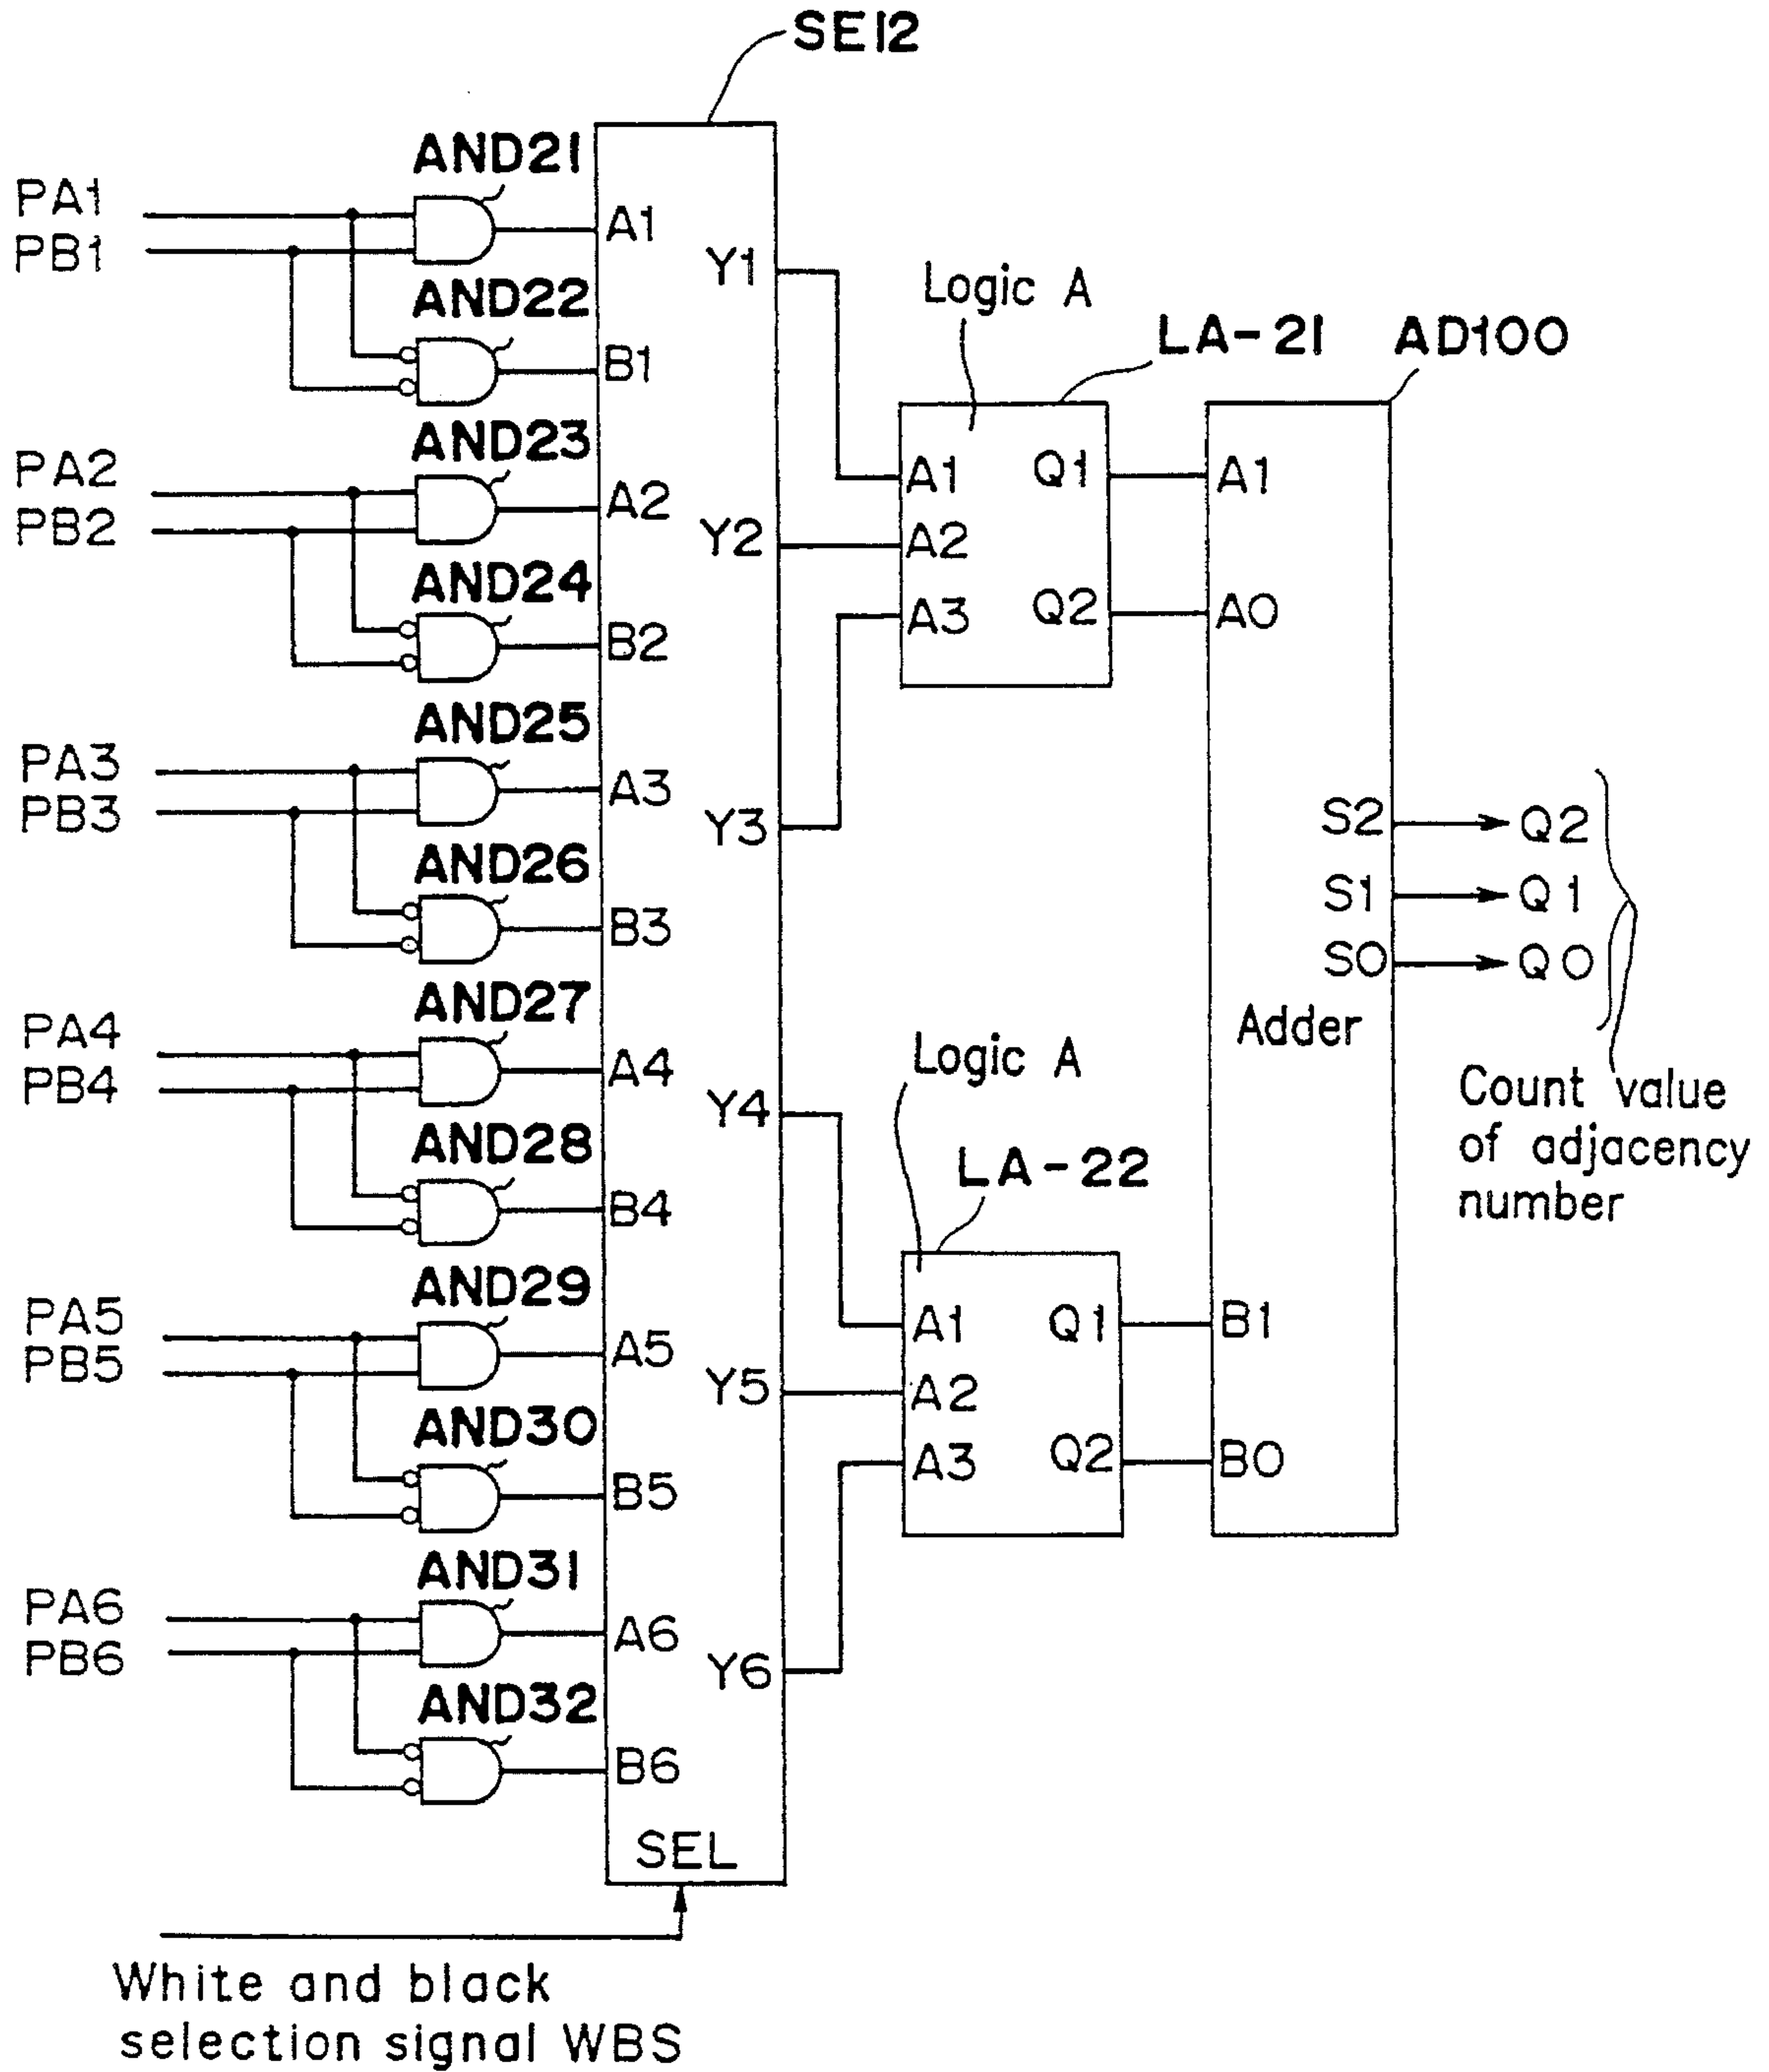 SE12
AND21
PA1
PB1
A1
Y1
AND22
B1
Logic A
LA-21
AD100
AND23
PA2
PB2
A2
Y2
A1
Q1
A1
A2
AND24
B2
A3
Q2
A0
AND25
PA3
PB3
A3
Y3
S2
Q2
AND26
B3
S1
Q1
S0
Q0
AND27
PA4
PB4
A4
Y4
Adder
Logic A
Count value
of adjacency
number
AND28
B4
LA-22
AND29
PA5
PB5
A5
Y5
A1
Q1
B1
A2
AND30
B5
A3
Q2
B0
AND31
PA6
PB6
A6
Y6
AND32
B6
SEL
White and black
selection signal WBS